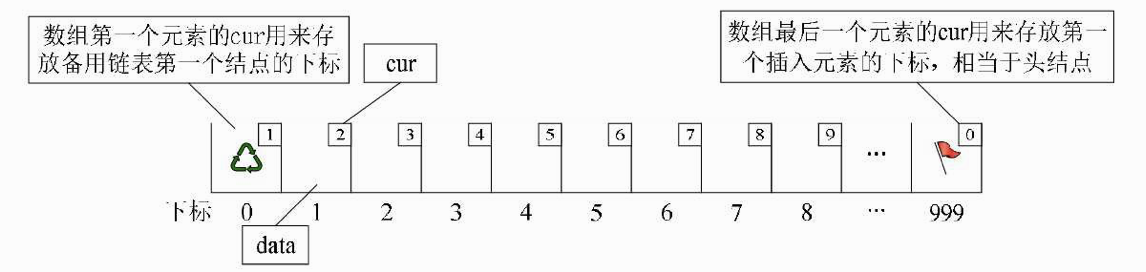 数组第一个元素的cur用来存
放备用链表第一个结点的下标
cur
数组最后一个元素的cur用来存放第一
个插入元素的下标，相当于头结点
1 2 3 4 5 6 7 8 9 … 0
下标 0 1 2 3 4 5 6 7 8 … 999
data